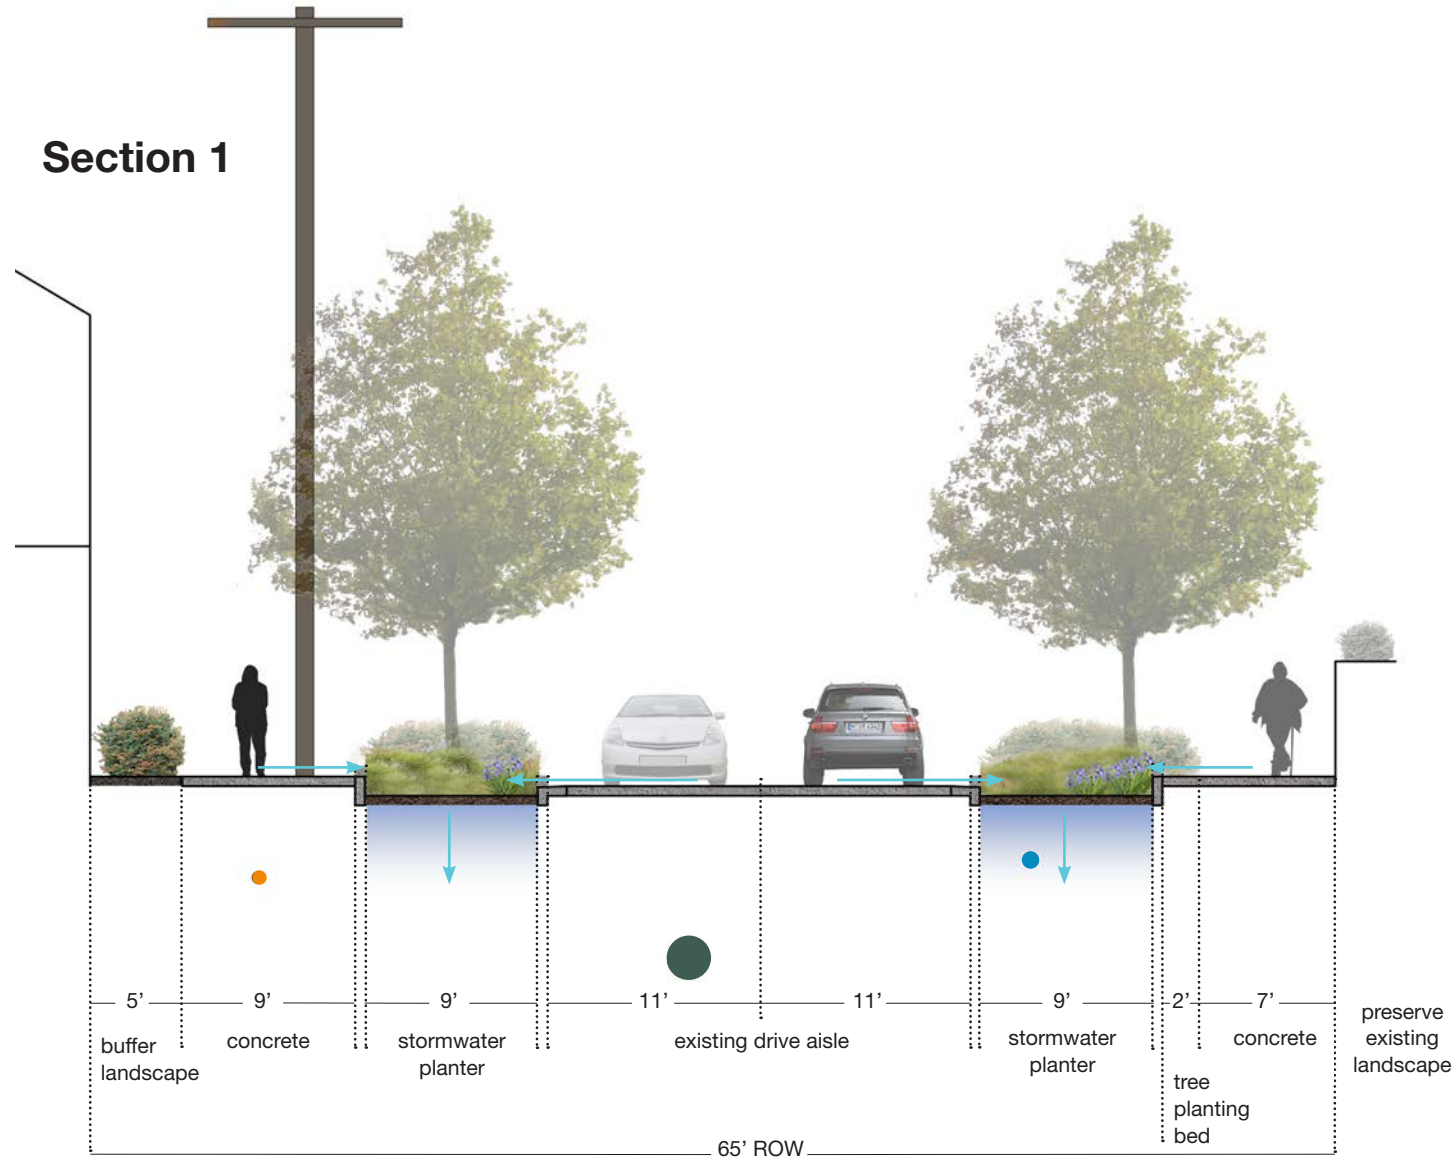 Section 1
5’
9’
9’
11’
11’
9’
2’
7’
buffer
landscape
concrete
stormwater
planter
existing drive aisle
stormwater
planter
tree
planting
bed
concrete
preserve
existing
landscape
65’ ROW